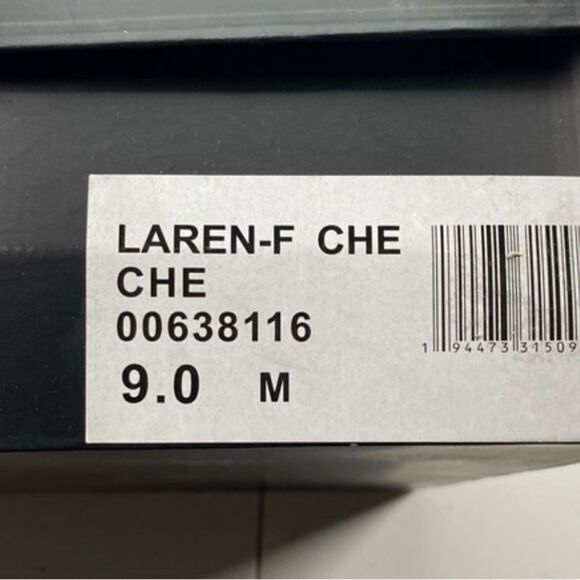 LAREN-F CHE
CHE
00638116
9.0 M
1 94473 31509